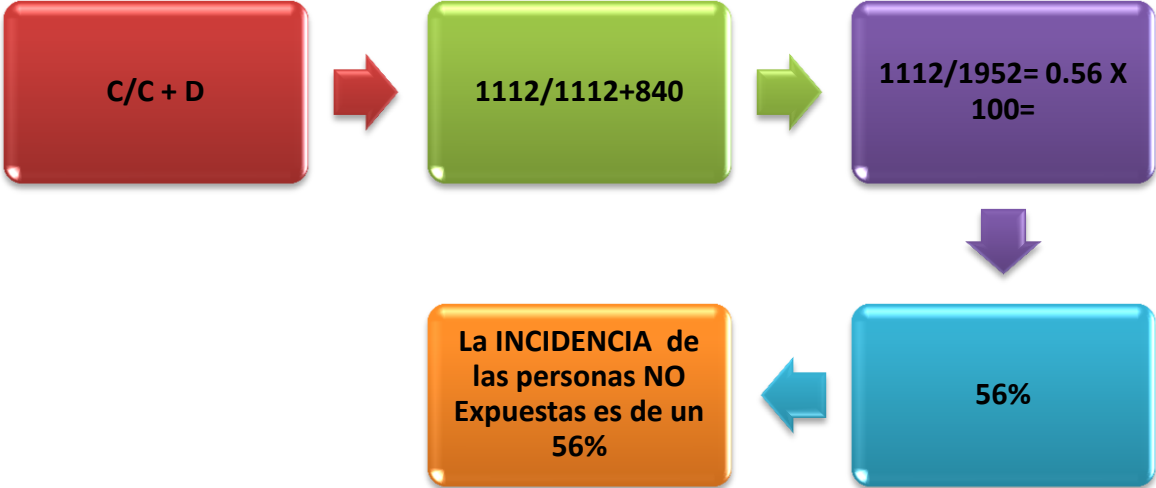 C/C + D
1112/1112+840
1112/1952= 0.56 X
100=
56%
La INCIDENCIA de
las personas NO
Expuestas es de un
56%